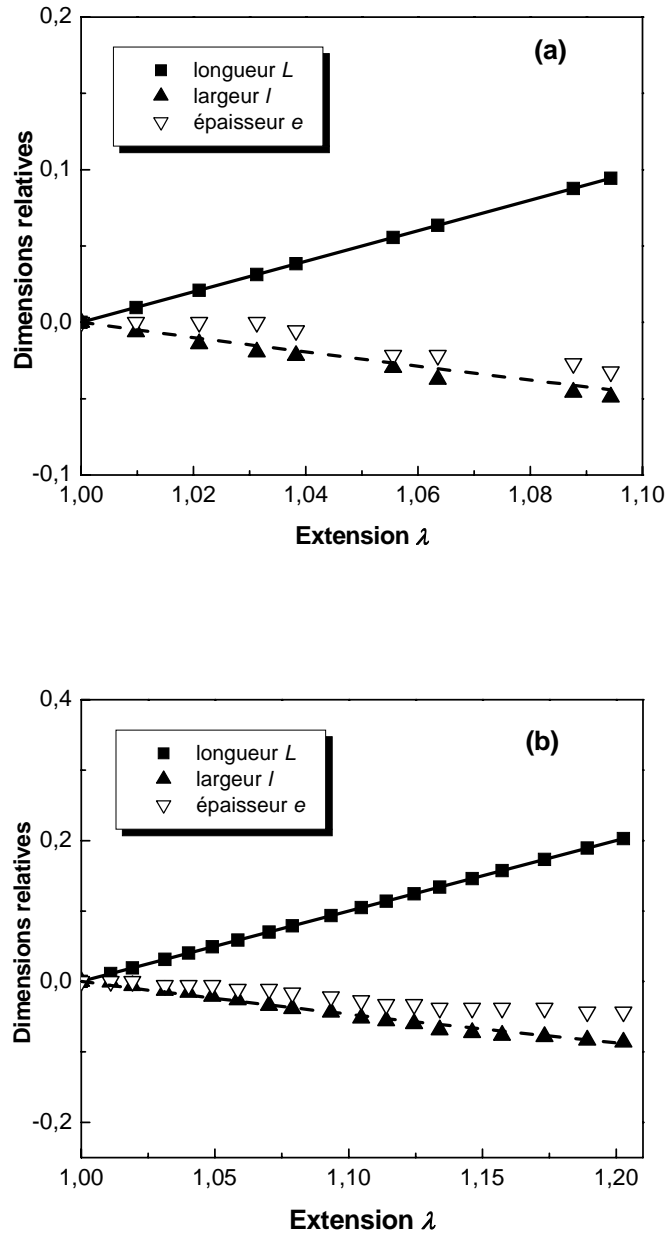 0,2
(a)
longueur L
largeur l
épaisseur e
0,1
0,0
-0,1
Dimensions relatives
1,00 1,02 1,04 1,06 1,08 1,10
Extension λ
0,4
(b)
longueur L
largeur l
épaisseur e
0,2
0,0
-0,2
Dimensions relatives
1,00 1,05 1,10 1,15 1,20
Extension λ